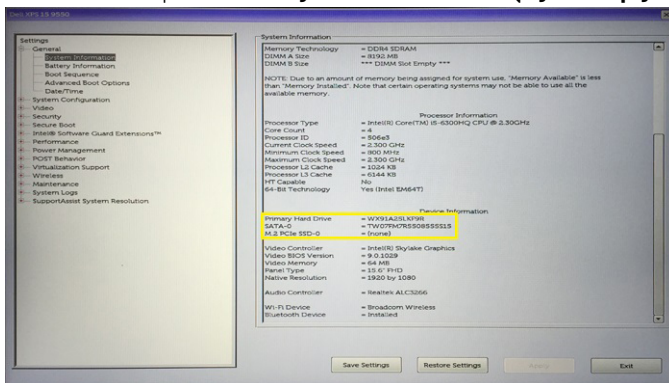 Dell XPS 15 9550
Settings
General
System Information
Battery Information
Boot Sequence
Advanced Boot Options
Date/Time
System Configuration
Video
Security
Secure Boot
Intel® Software Guard Extensions™
Performance
Power Management
POST Behavior
Virtualization Support
Wireless
Maintenance
System Logs
SupportAssist System Resolution
System Information
Memory Technology = DDR4 SDRAM
DIMM A Size = 8192 MB
DIMM B Size *** DIMM Slot Empty ***
NOTE: Due to an amount of memory being assigned for system use, "Memory Available" is less
than "Memory Installed". Note that certain operating systems may not be able to use all the
available memory.
Processor Information
Processor Type = Intel(R) Core(TM) i5-6300HQ CPU @ 2.30GHz
Core Count = 4
Processor ID = 506e3
Current Clock Speed = 2.300 GHz
Minimum Clock Speed = 800 MHz
Maximum Clock Speed = 2.300 GHz
Processor L2 Cache = 1024 KB
Processor L3 Cache = 6144 KB
HT Capable No
64-Bit Technology Yes (Intel EM64T)
Device Information
Primary Hard Drive = WX91A25LKF9R
SATA-0 = TW07FM7R5508555515
M.2 PCIe SSD-0 = (none)
Video Controller = Intel(R) Skylake Graphics
Video BIOS Version = 9.0.1029
Video Memory = 64 MB
Panel Type = 15.6" FHD
Native Resolution = 1920 by 1080
Audio Controller = Realtek ALC3266
Wi-Fi Device = Broadcom Wireless
Bluetooth Device = Installed
Save Settings
Restore Settings
Apply
Exit